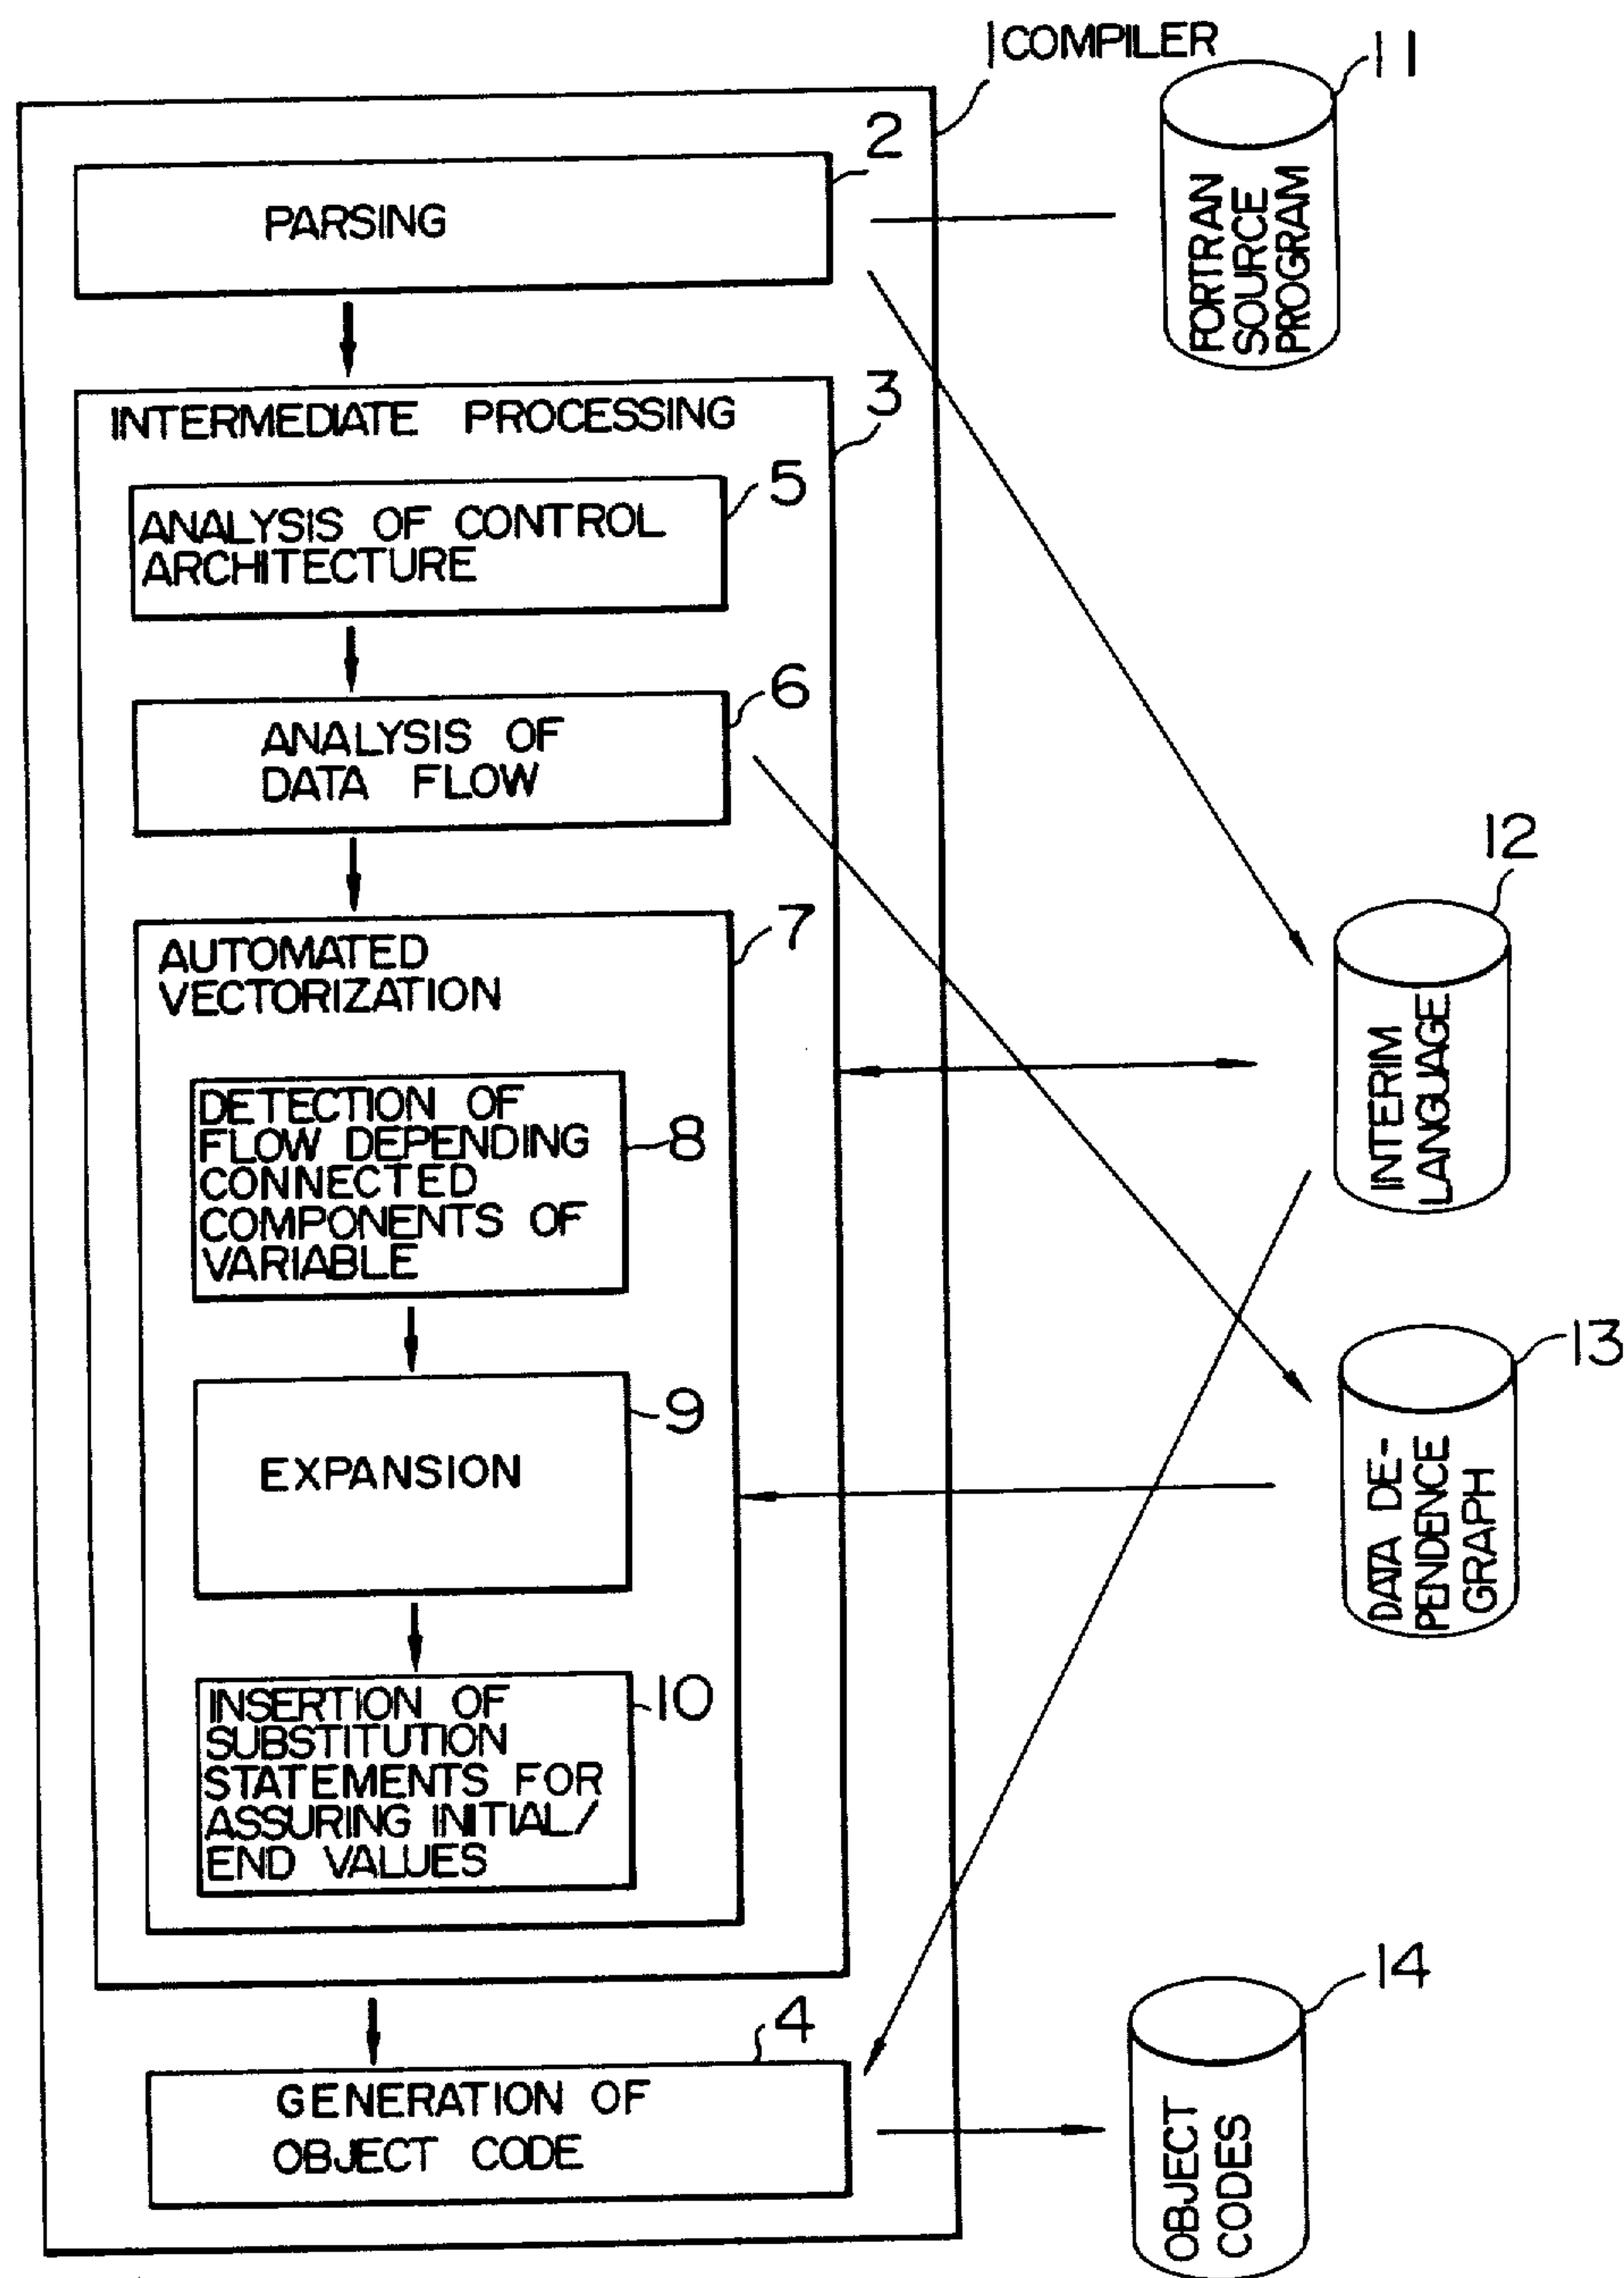 1 COMPILER
11
2
PARSING
FORTRAN
SOURCE
PROGRAM
3
INTERMEDIATE PROCESSING
5
ANALYSIS OF CONTROL
ARCHITECTURE
6
ANALYSIS OF
DATA FLOW
12
INTERIM
LANGUAGE
7
AUTOMATED
VECTORIZATION
8
DETECTION OF
FLOW DEPENDING
CONNECTED
COMPONENTS OF
VARIABLE
13
DATA DE-
PENDENCE
GRAPH
9
EXPANSION
10
INSERTION OF
SUBSTITUTION
STATEMENTS FOR
ASSURING INITIAL/
END VALUES
14
OBJECT
CODES
4
GENERATION OF
OBJECT CODE